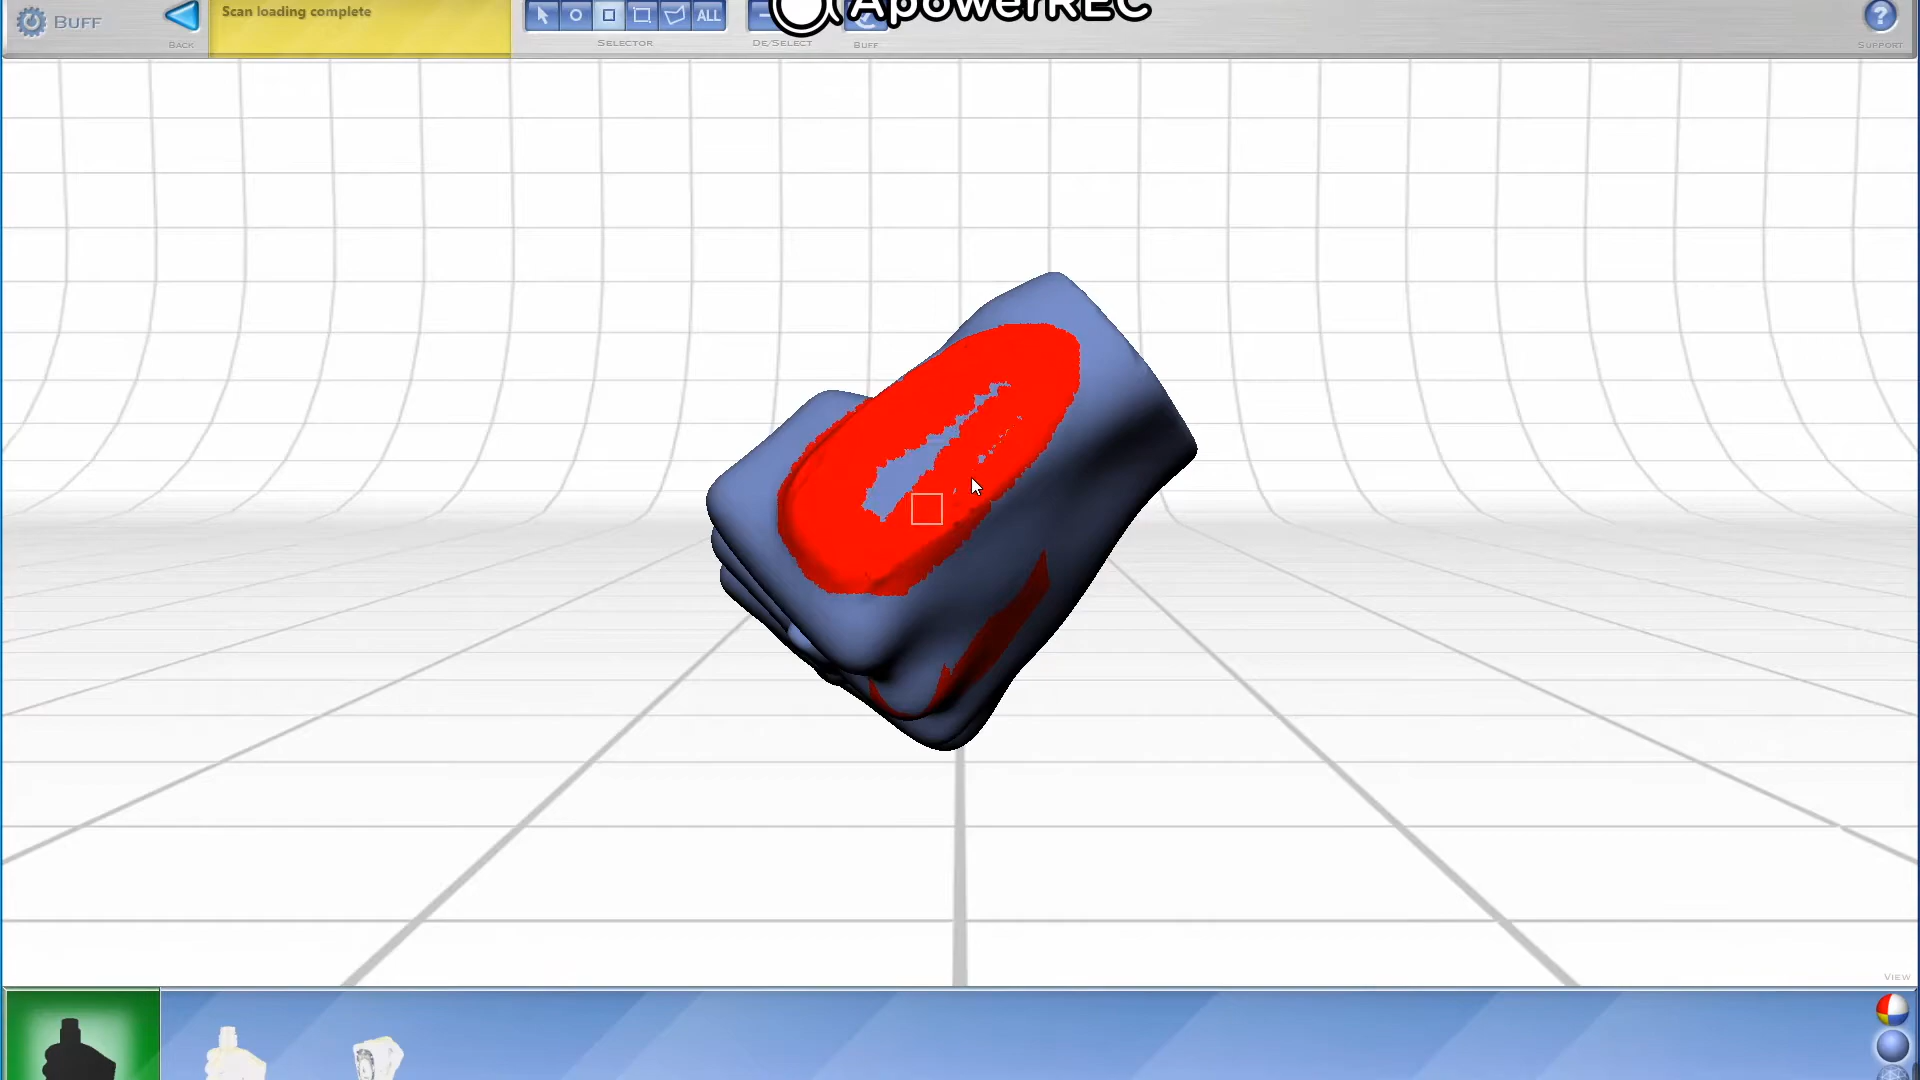 BUFF
BACK
Scan loading complete
ALL
SELECTOR
DE/SELECT
BUFF
ApowerREC
?
SUPPORT
VIEW